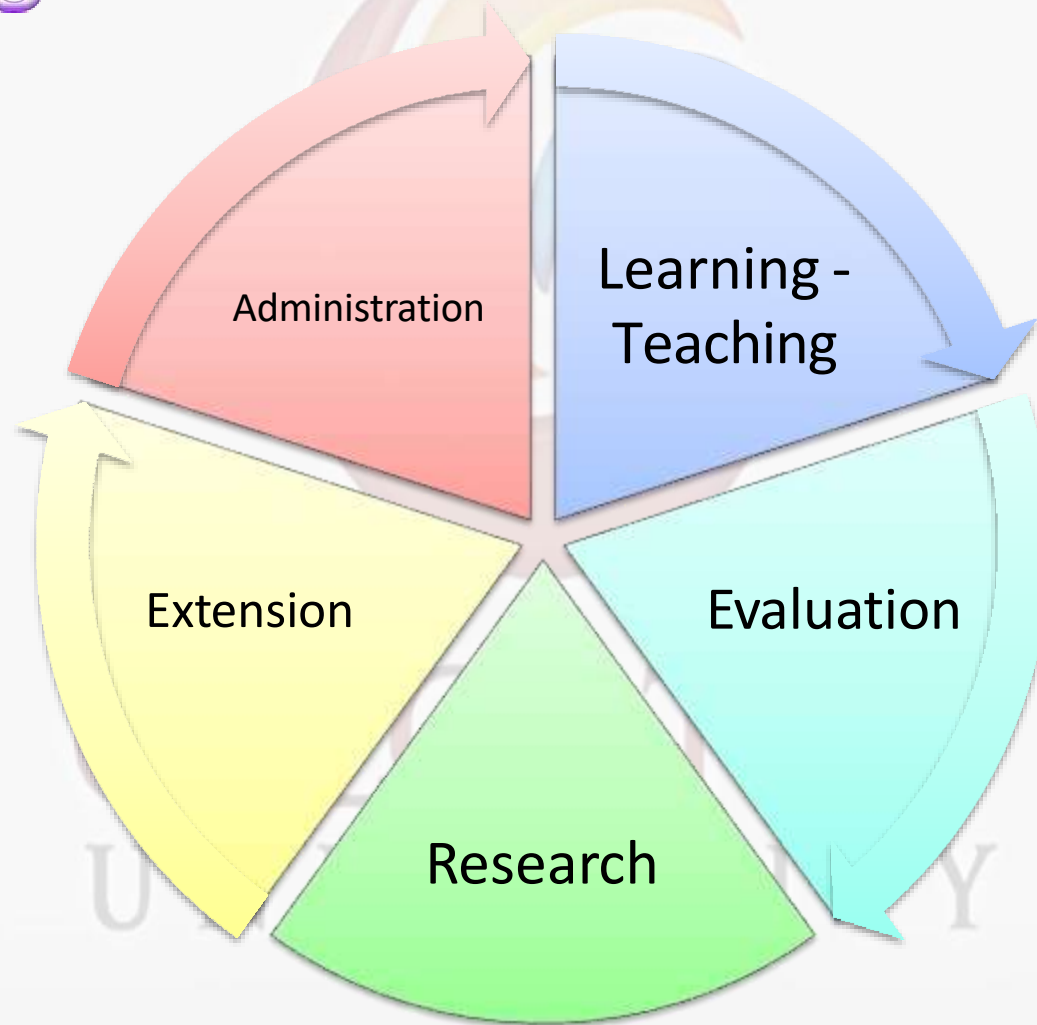 Learning -
Teaching
Evaluation
Research
Extension
Administration